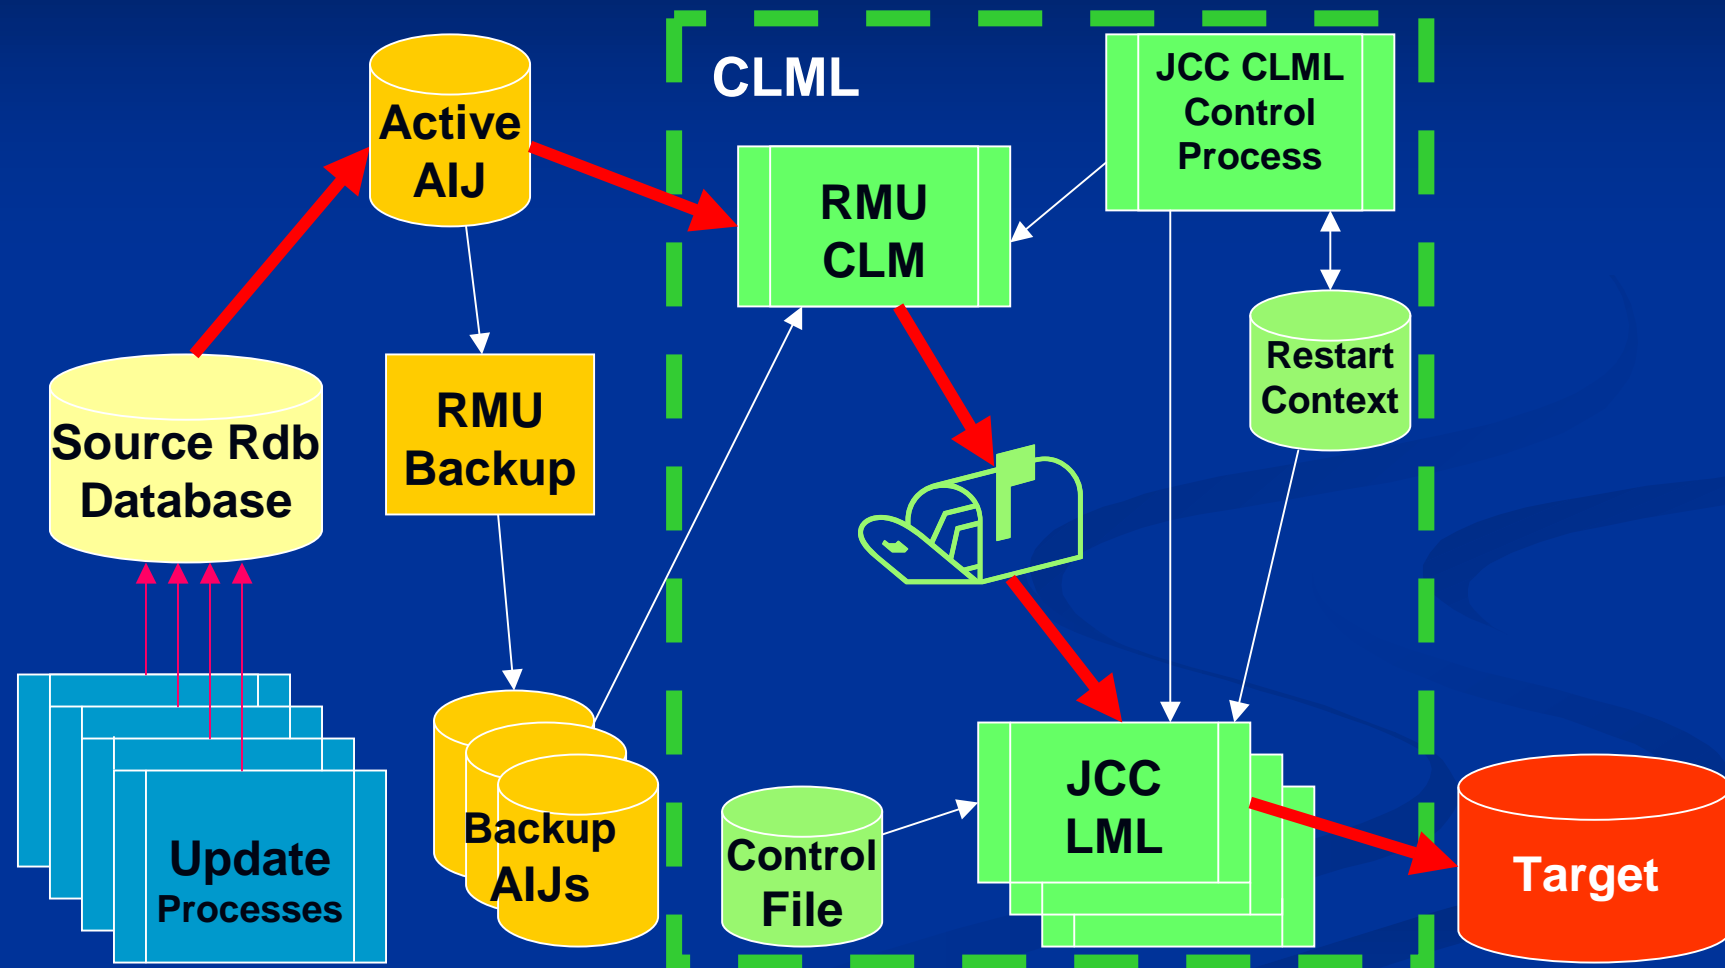 CLML
JCC CLML
Control
Process
Active
AIJ
RMU
CLM
Restart
Context
Source Rdb
Database
RMU
Backup
JCC
LML
Backup
AIJs
Control
File
Update
Processes
Target